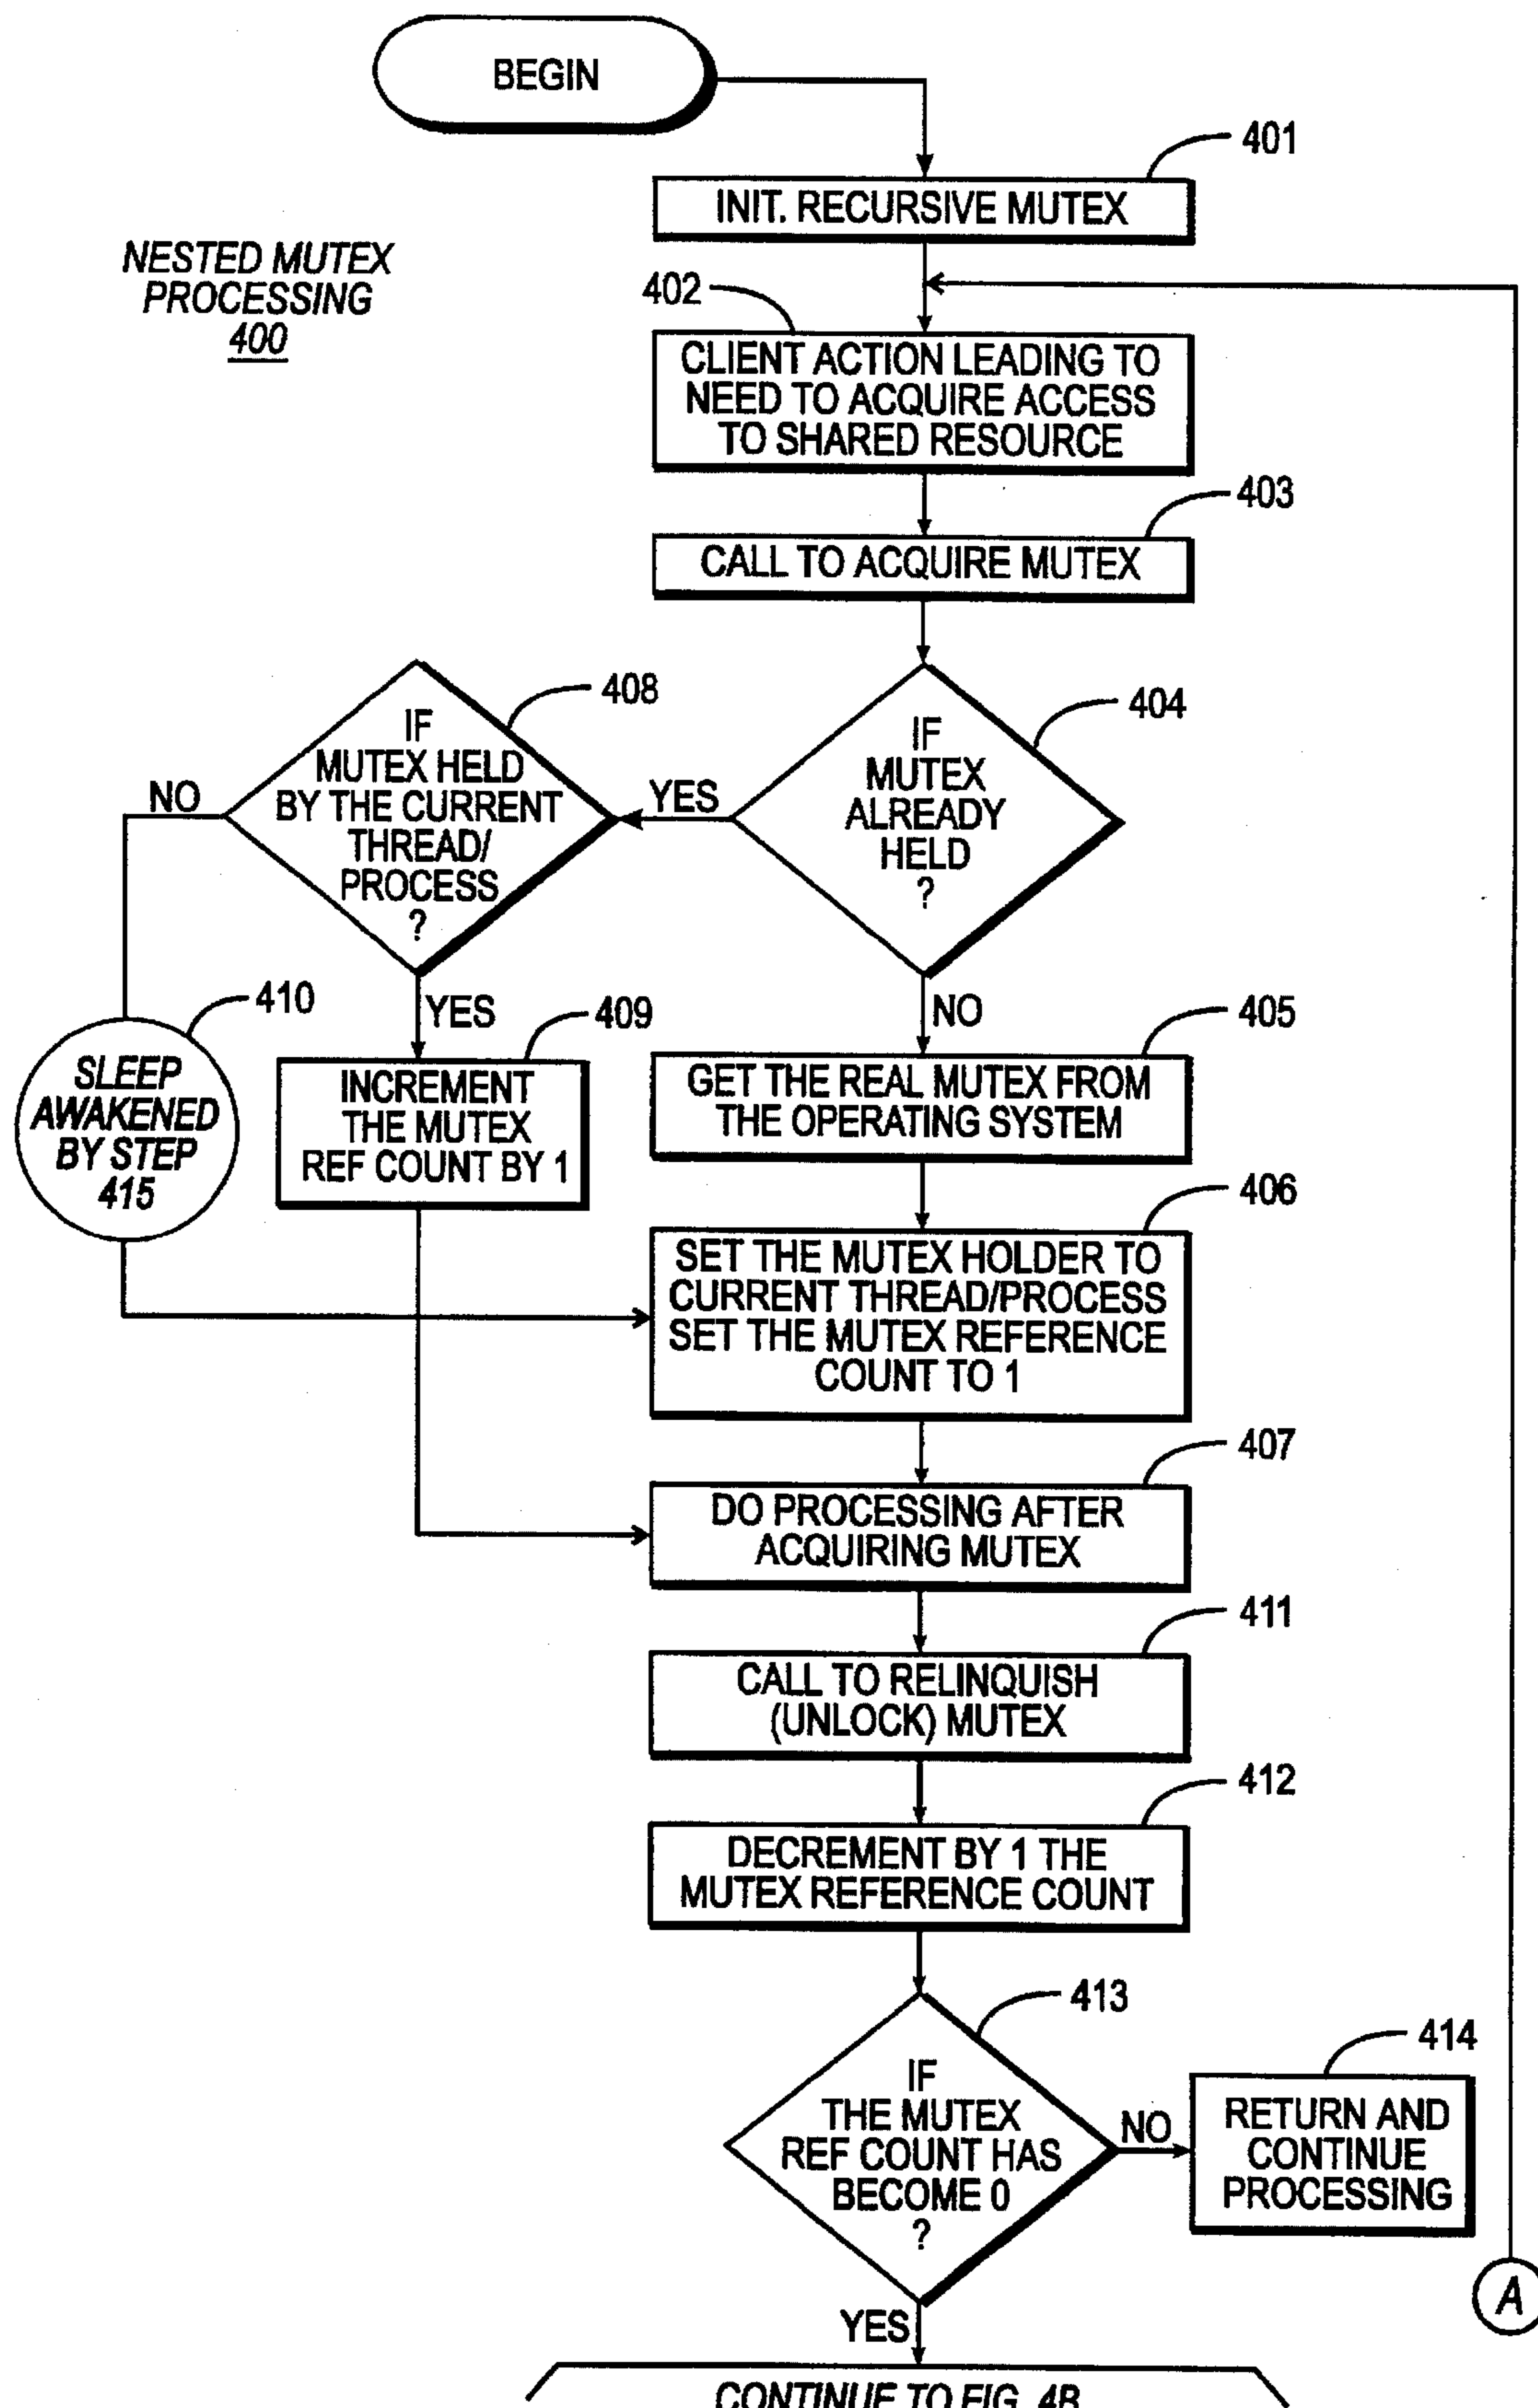 BEGIN
401
INIT. RECURSIVE MUTEX
NESTED MUTEX
PROCESSING
400
402
CLIENT ACTION LEADING TO
NEED TO ACQUIRE ACCESS
TO SHARED RESOURCE
403
CALL TO ACQUIRE MUTEX
408
IF
MUTEX HELD
BY THE CURRENT
THREAD/
PROCESS
?
NO
YES
404
IF
MUTEX
ALREADY
HELD
?
410
SLEEP
AWAKENED
BY STEP
415
YES
409
INCREMENT
THE MUTEX
REF COUNT BY 1
NO
405
GET THE REAL MUTEX FROM
THE OPERATING SYSTEM
406
SET THE MUTEX HOLDER TO
CURRENT THREAD/PROCESS
SET THE MUTEX REFERENCE
COUNT TO 1
407
DO PROCESSING AFTER
ACQUIRING MUTEX
411
CALL TO RELINQUISH
(UNLOCK) MUTEX
412
DECREMENT BY 1 THE
MUTEX REFERENCE COUNT
413
IF
THE MUTEX
REF COUNT HAS
BECOME 0
?
NO
414
RETURN AND
CONTINUE
PROCESSING
A
YES
CONTINUE TO FIG. 4B